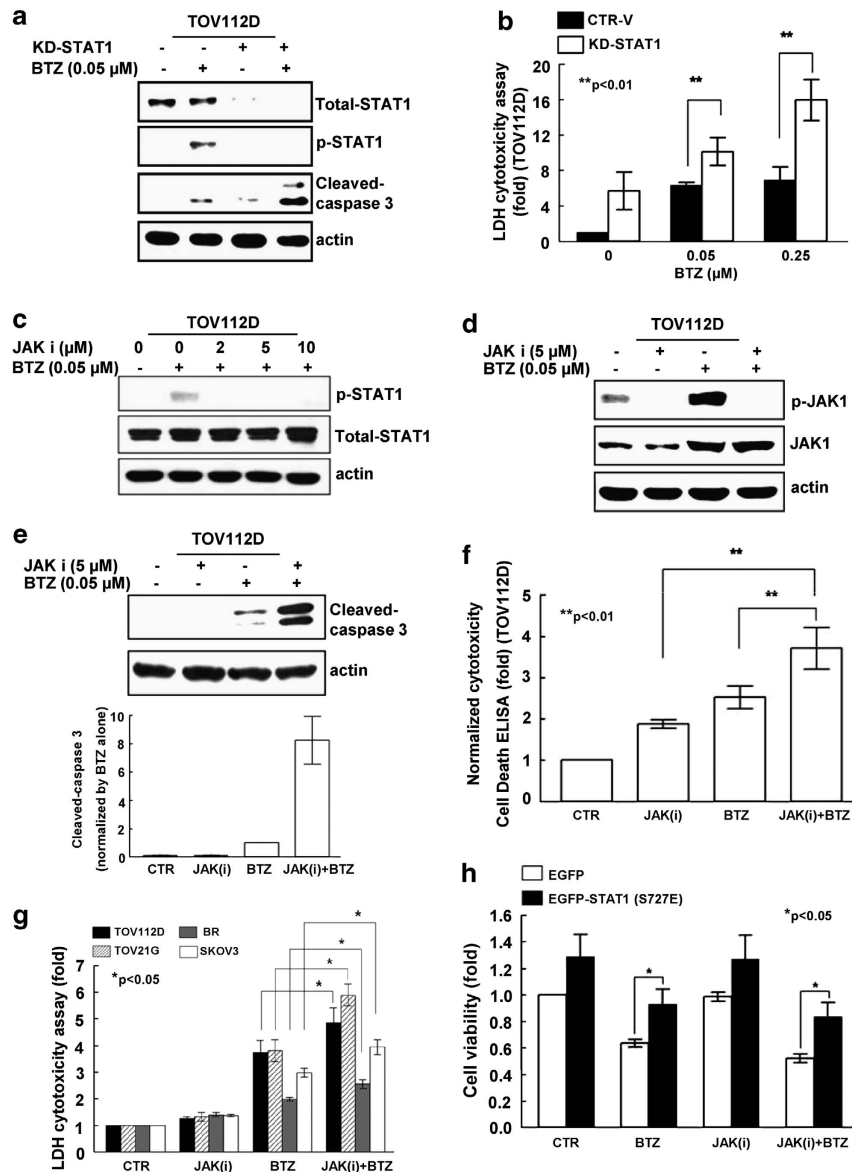 a
TOV112D
KD-STAT1 - - + +
BTZ (0.05 µM) - + - +
Total-STAT1
p-STAT1
Cleaved-
caspase 3
actin
b
CTR-V
KD-STAT1
LDH cytotoxicity assay
(fold) (TOV112D)
**p<0.01
**
**
20
16
12
8
4
0
0 0.05 0.25
BTZ (µM)
c
TOV112D
JAK i (µM) 0 0 2 5 10
BTZ (0.05 µM) - + + + +
p-STAT1
Total-STAT1
actin
d
TOV112D
JAK i (5 µM) - + - +
BTZ (0.05 µM) - - + +
p-JAK1
JAK1
actin
e
TOV112D
JAK i (5 µM) - + - +
BTZ (0.05 µM) - - + +
Cleaved-
caspase 3
actin
Cleaved-caspase 3
(normalized by BTZ alone)
10
8
6
4
2
0
CTR JAK(i) BTZ JAK(i)+BTZ
f
Normalized cytotoxicity
Cell Death ELISA (fold) (TOV112D)
**p<0.01
**
**
5
4
3
2
1
0
CTR JAK(i) BTZ JAK(i)+BTZ
g
TOV112D BR
TOV21G SKOV3
LDH cytotoxicity assay (fold)
*p<0.05
*
*
*
*
7
6
5
4
3
2
1
0
CTR JAK(i) BTZ JAK(i)+BTZ
h
EGFP
EGFP-STAT1 (S727E)
Cell viability
*p<0.05
*
*
1.6
1.4
1.2
1.0
0.8
0.6
0.4
0.2
0
CTR BTZ JAK(i) JAK(i)+BTZ